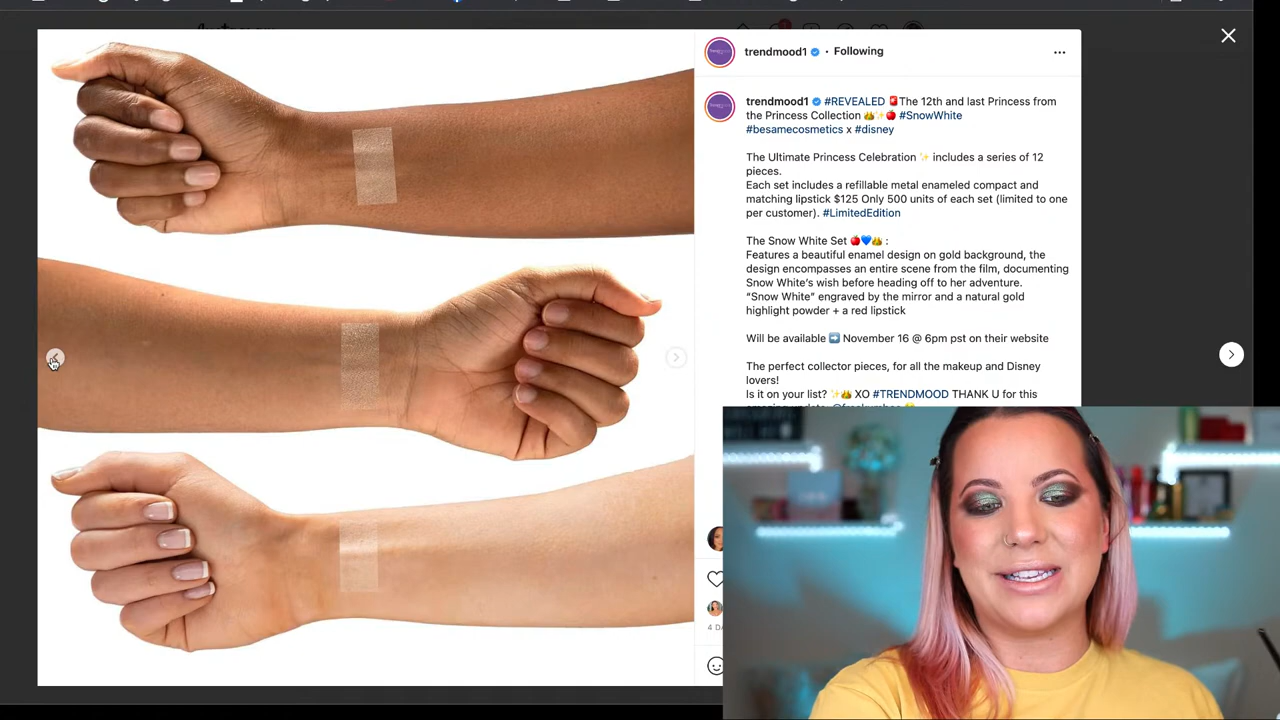 trendmood1 • Following
trendmood1 #REVEALED 🚨The 12th and last Princess from
the Princess Collection 👑✨🍎 #SnowWhite
#besamecosmetics x #disney
The Ultimate Princess Celebration ✨ includes a series of 12
pieces.
Each set includes a refillable metal enameled compact and
matching lipstick $125 Only 500 units of each set (limited to one
per customer). #LimitedEdition
The Snow White Set 🍎💙👑 :
Features a beautiful enamel design on gold background, the
design encompasses an entire scene from the film, documenting
Snow White's wish before heading off to her adventure.
“Snow White” engraved by the mirror and a natural gold
highlight powder + a red lipstick
Will be available ➡️ November 16 @ 6pm pst on their website
The perfect collector pieces, for all the makeup and Disney
lovers!
Is it on your list? ✨👑 XO #TRENDMOOD THANK U for this
4 D